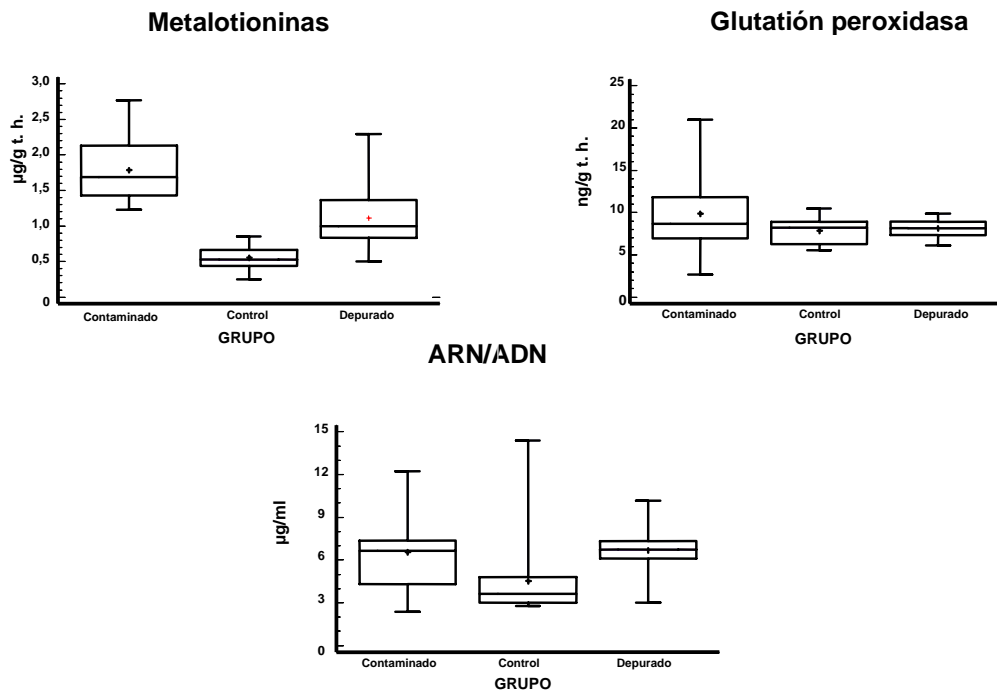 Metalotioninas
Glutatión peroxidasa
µg/g t. h.
3,0
2,5
2,0
1,5
1,0
0,5
0
Contaminado Control Depurado
GRUPO
ng/g t. h.
25
20
15
10
5
0
Contaminado Control Depurado
GRUPO
ARN/ADN
µg/ml
15
12
9
6
3
0
Contaminado Control Depurado
GRUPO